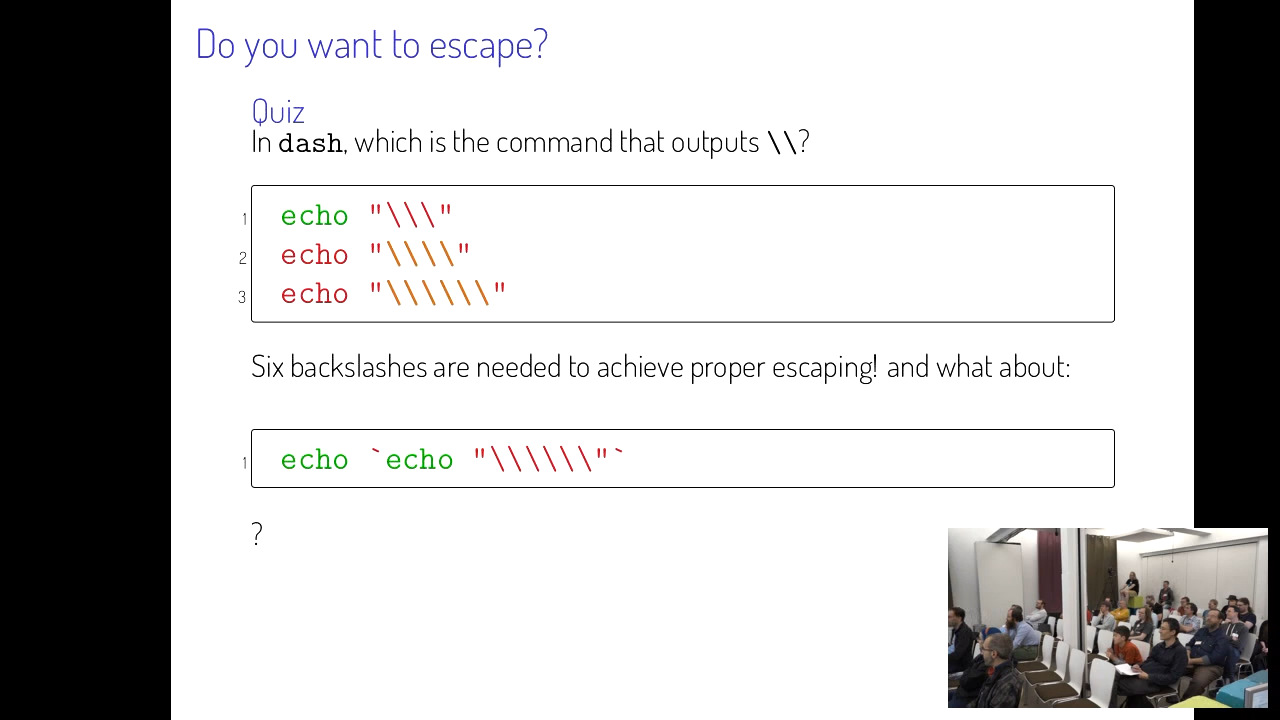 Do you want to escape?
Quiz
In dash, which is the command that outputs \\?
1 echo "\\\"
2 echo "\\\\"
3 echo "\\\\\\"
Six backslashes are needed to achieve proper escaping! and what about:
1 echo `echo "\\\\\\"`
?